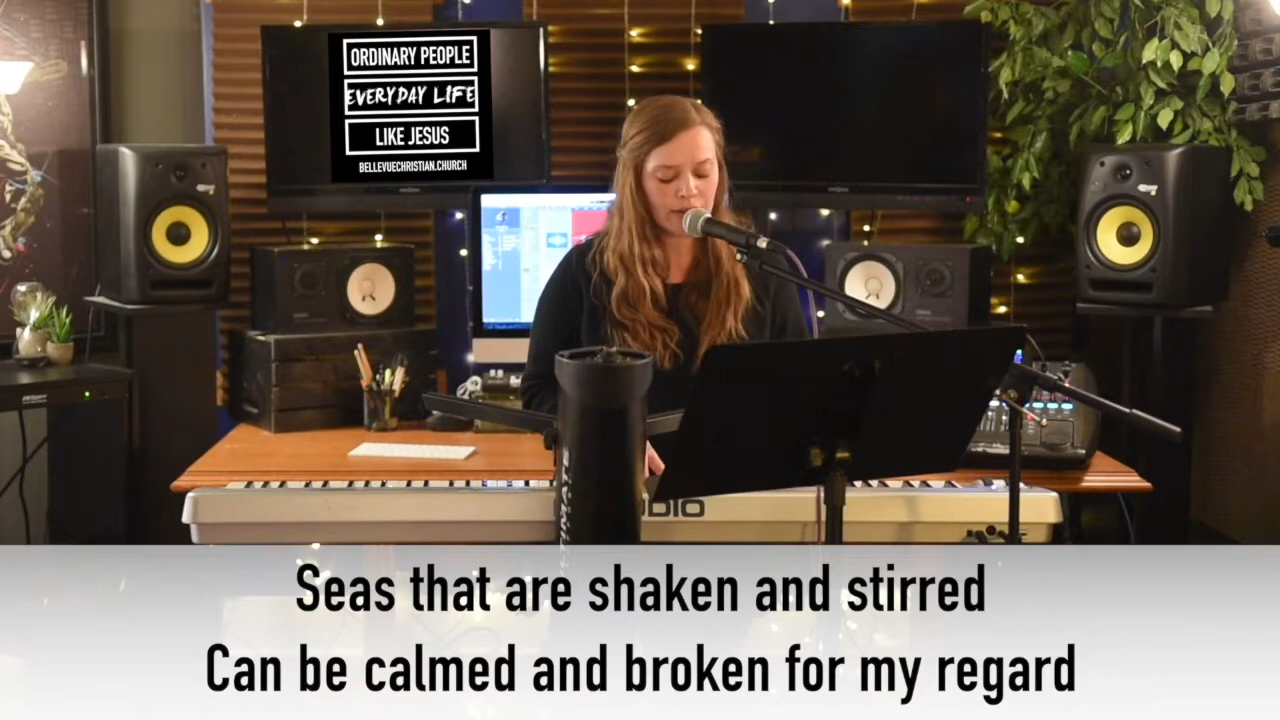 ORDINARY PEOPLE
EVERYDAY LIFE
LIKE JESUS
BELLEVUECHRISTIAN.CHURCH
Seas that are shaken and stirred
Can be calmed and broken for my regard